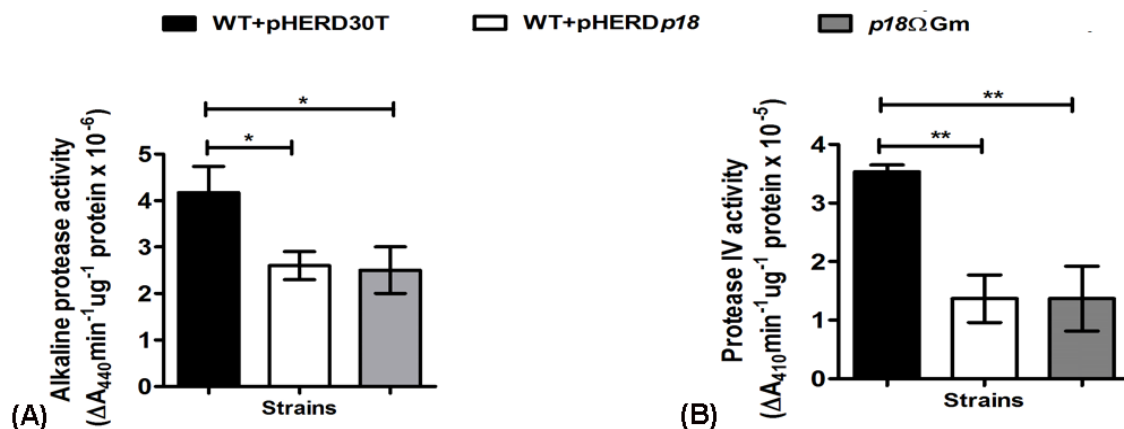 WT+pHERD30T WT+pHERDp18 p18ΩGm
* *
Alkaline protease activity
(ΔA440min-1ug-1 protein x 10-6)
5
4
3
2
1
0
Strains
(A)
** **
Protease IV activity
(ΔA410min-1ug-1 protein x 10-5)
4
3
2
1
0
Strains
(B)